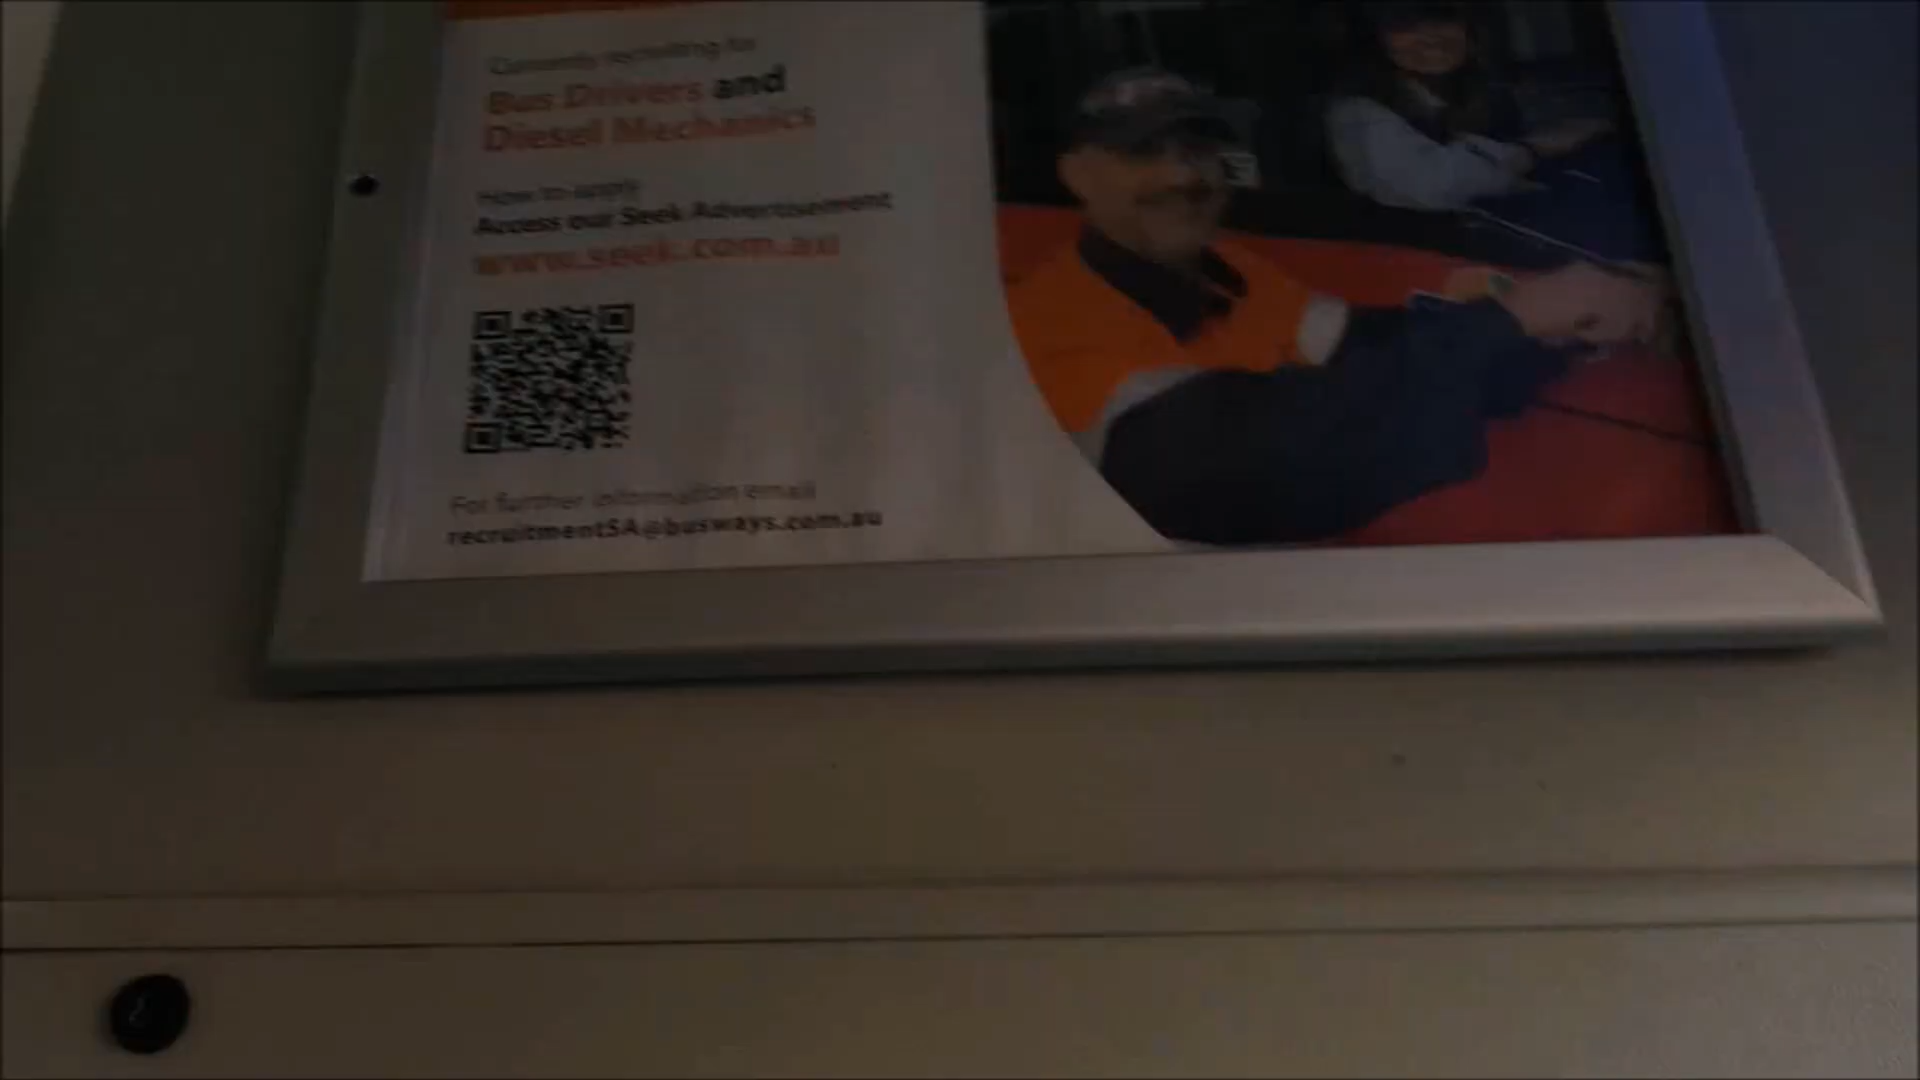 Currently recruiting for
Bus Drivers and
Diesel Mechanics
How to apply
Access our Seek Advertisement
www.seek.com.au
For further information email
recruitmentSA@busways.com.au